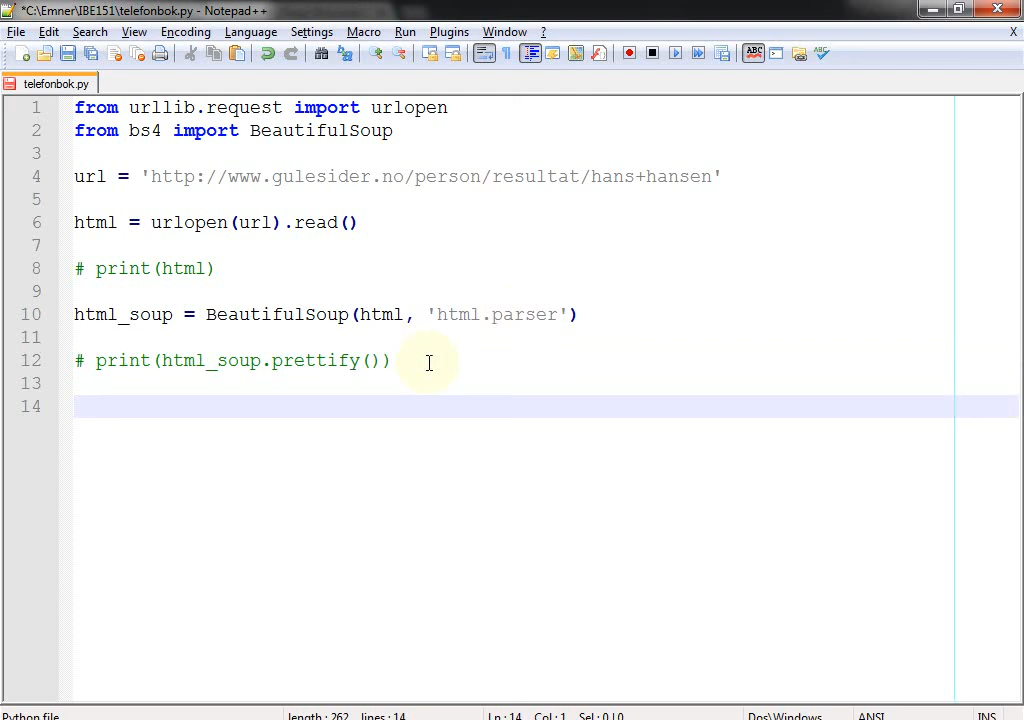 *C:\Emner\IBE151\telefonbok.py - Notepad++
File Edit Search View Encoding Language Settings Macro Run Plugins Window ? X
ABC ABC
telefonbok.py
1 from urllib.request import urlopen
2 from bs4 import BeautifulSoup
3
4 url = 'http://www.gulesider.no/person/resultat/hans+hansen'
5
6 html = urlopen(url).read()
7
8 # print(html)
9
10 html_soup = BeautifulSoup(html, 'html.parser')
11
12 # print(html_soup.prettify())
13
14
Python file length : 262 lines : 14 Ln : 14 Col : 1 Sel : 0 | 0 Dos\Windows ANSI INS